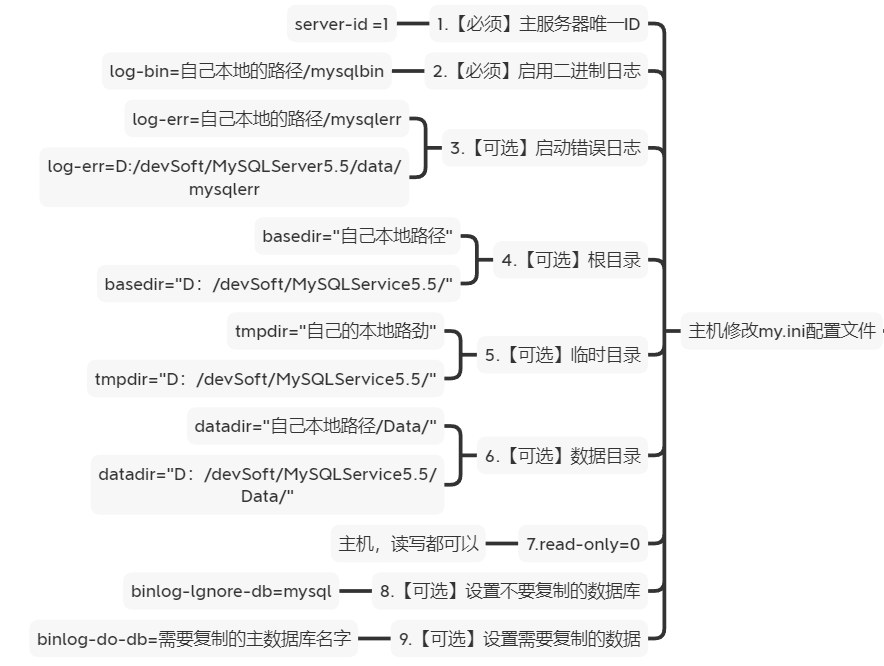 server-id =1
1.【必须】主服务器唯一ID
log-bin=自己本地的路径/mysqlbin
2.【必须】启用二进制日志
log-err=自己本地的路径/mysqlerr
3.【可选】启动错误日志
log-err=D:/devSoft/MySQLServer5.5/data/
mysqlerr
basedir="自己本地路径"
4.【可选】根目录
basedir="D：/devSoft/MySQLService5.5/"
主机修改my.ini配置文件
tmpdir="自己的本地路劲"
5.【可选】临时目录
tmpdir="D：/devSoft/MySQLService5.5/"
datadir="自己本地路径/Data/"
6.【可选】数据目录
datadir="D：/devSoft/MySQLService5.5/
Data/"
主机，读写都可以
7.read-only=0
binlog-lgnore-db=mysql
8.【可选】设置不要复制的数据库
binlog-do-db=需要复制的主数据库名字
9.【可选】设置需要复制的数据